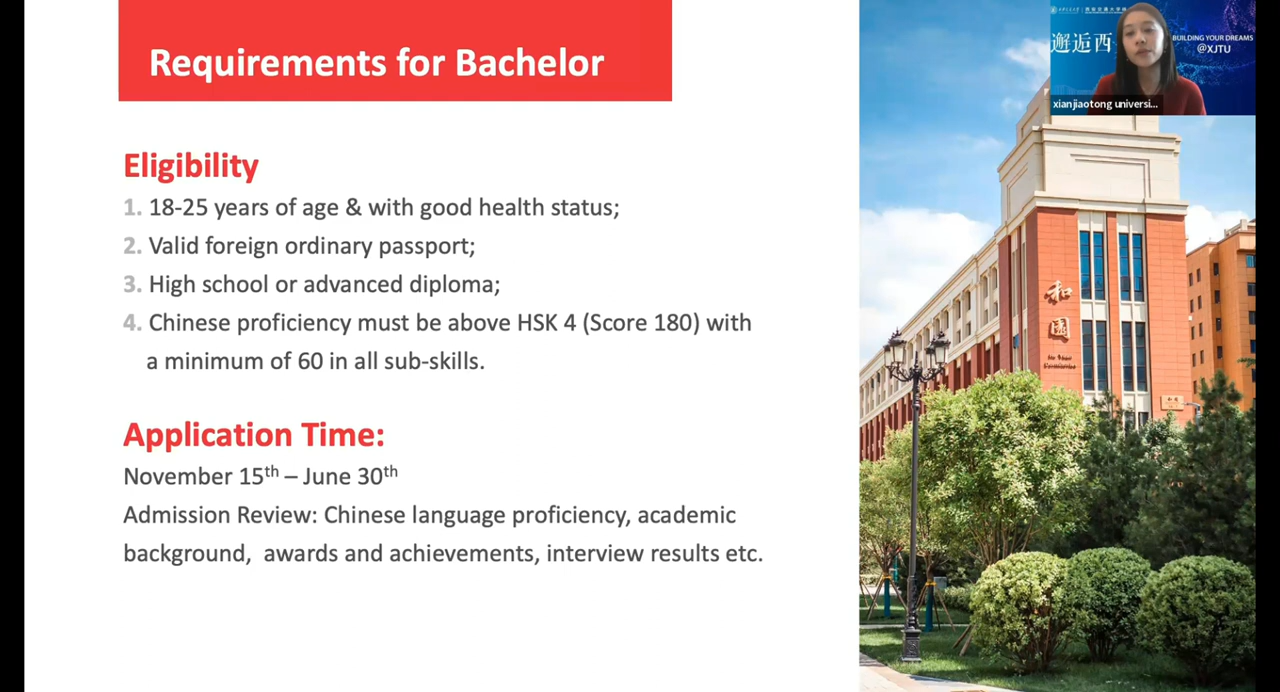 Requirements for Bachelor
Eligibility
1. 18-25 years of age & with good health status;
2. Valid foreign ordinary passport;
3. High school or advanced diploma;
4. Chinese proficiency must be above HSK 4 (Score 180) with
a minimum of 60 in all sub-skills.
Application Time:
November 15th – June 30th
Admission Review: Chinese language proficiency, academic
background, awards and achievements, interview results etc.
邂逅西
BUILDING YOUR DREAMS
@XJTU
xianjiaotong universi...
和
园